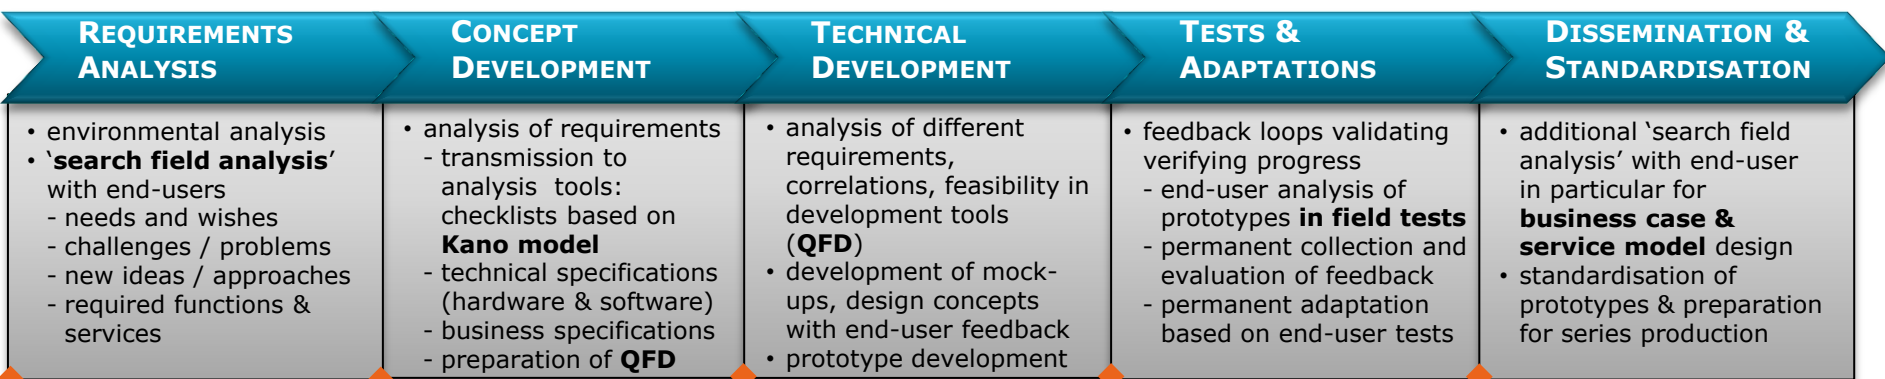 REQUIREMENTS
ANALYSIS
• environmental analysis
• ‘search field analysis’
with end-users
- needs and wishes
- challenges / problems
- new ideas / approaches
- required functions &
services
CONCEPT
DEVELOPMENT
• analysis of requirements
- transmission to
analysis tools:
checklists based on
Kano model
- technical specifications
(hardware & software)
- business specifications
- preparation of QFD
TECHNICAL
DEVELOPMENT
• analysis of different
requirements,
correlations, feasibility in
development tools
(QFD)
• development of mock-
ups, design concepts
with end-user feedback
• prototype development
TESTS &
ADAPTATIONS
• feedback loops validating
verifying progress
- end-user analysis of
prototypes in field tests
- permanent collection and
evaluation of feedback
- permanent adaptation
based on end-user tests
DISSEMINATION &
STANDARDISATION
• additional ‘search field
analysis’ with end-user
in particular for
business case &
service model design
• standardisation of
prototypes & preparation
for series production